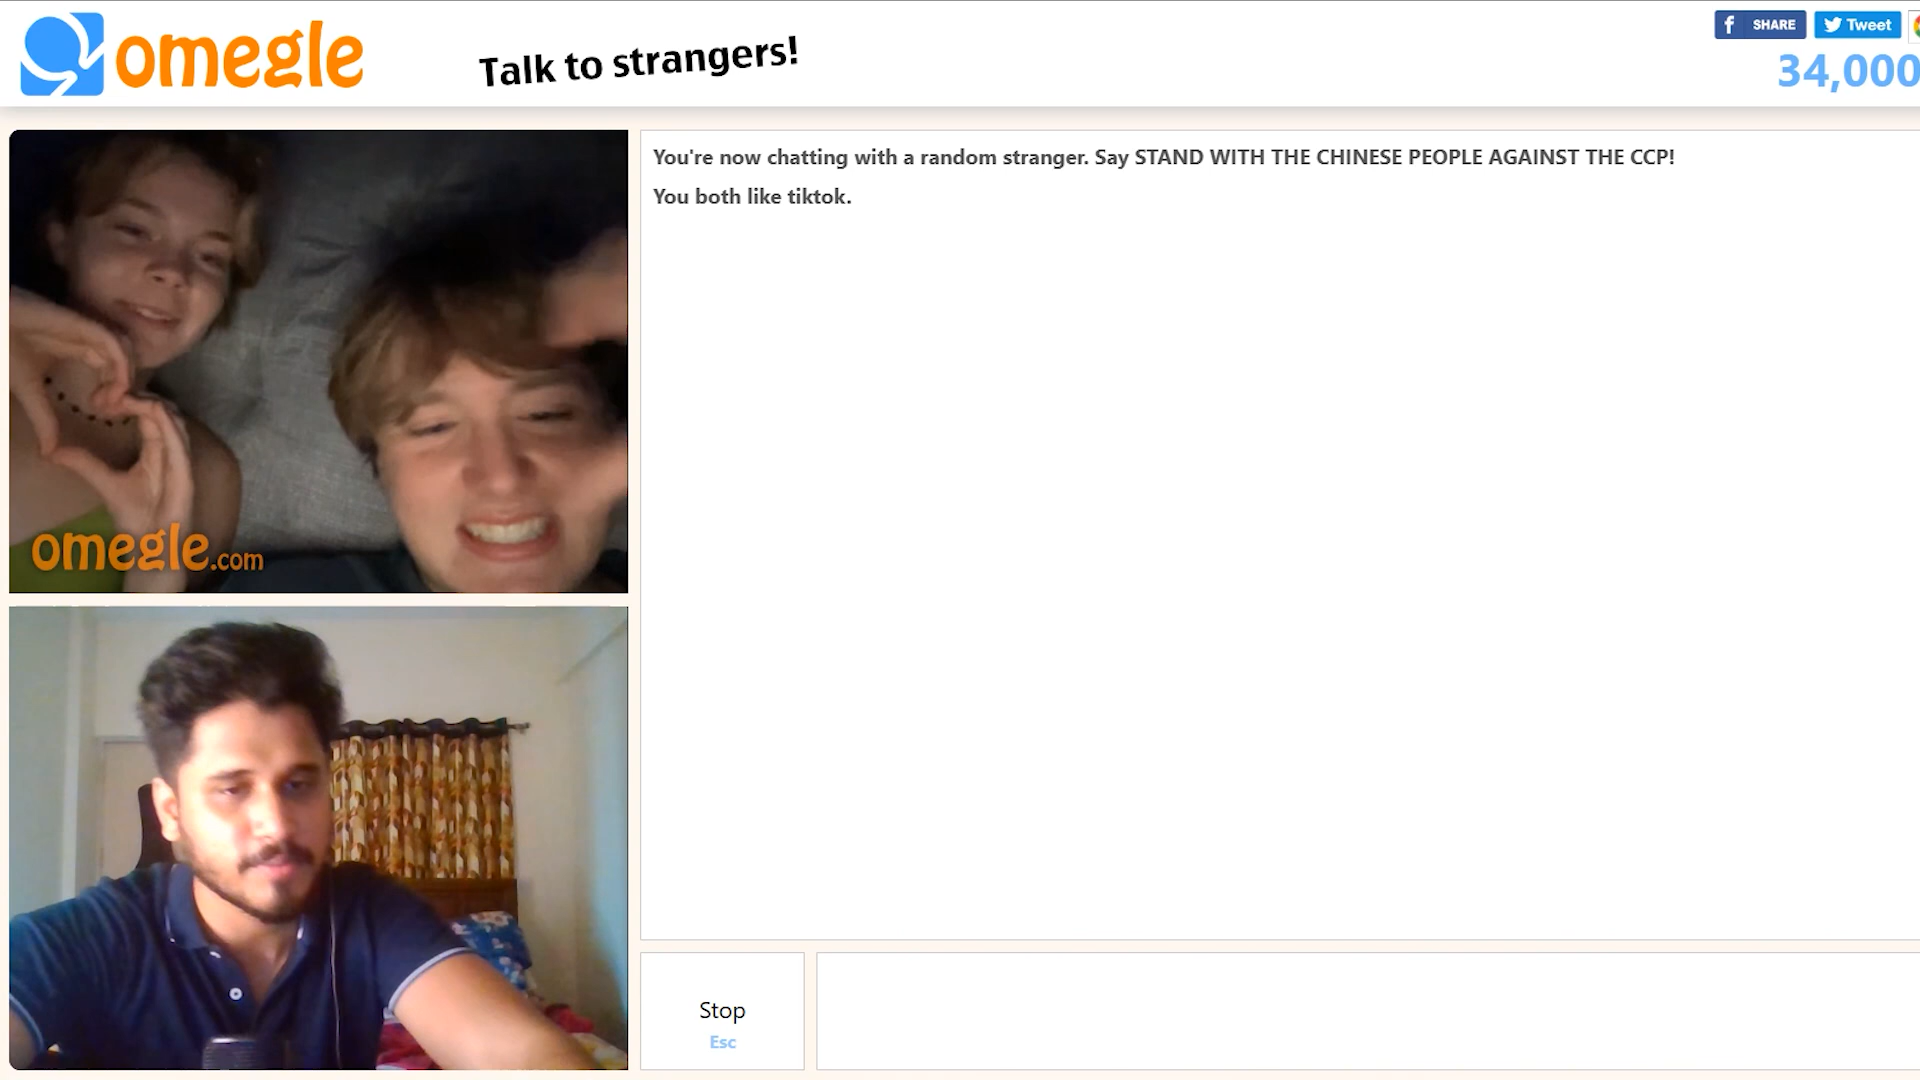 omegle
Talk to strangers!
f SHARE
Tweet
34,000
You're now chatting with a random stranger. Say STAND WITH THE CHINESE PEOPLE AGAINST THE CCP!
You both like tiktok.
omegle.com
Stop
Esc